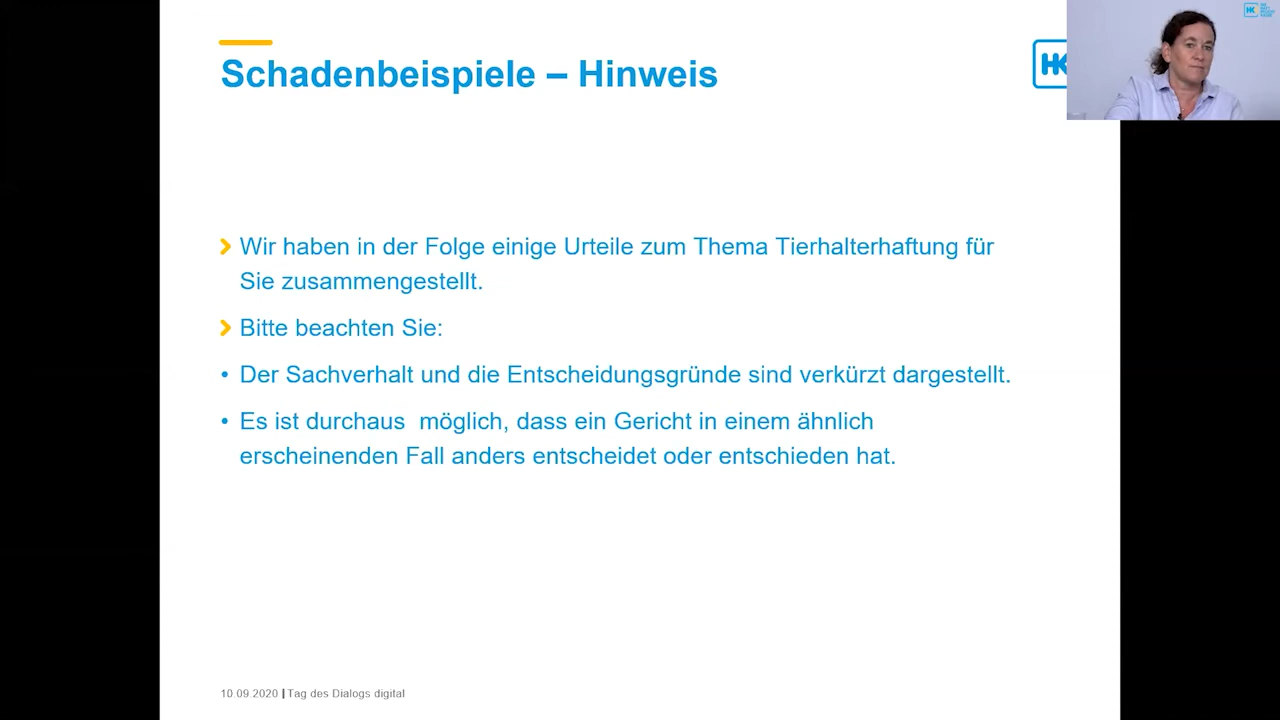 Schadenbeispiele – Hinweis
HK
Wir haben in der Folge einige Urteile zum Thema Tierhalterhaftung für
Sie zusammengestellt.
Bitte beachten Sie:
• Der Sachverhalt und die Entscheidungsgründe sind verkürzt dargestellt.
• Es ist durchaus  möglich, dass ein Gericht in einem ähnlich
erscheinenden Fall anders entscheidet oder entschieden hat.
10.09.2020 | Tag des Dialogs digital